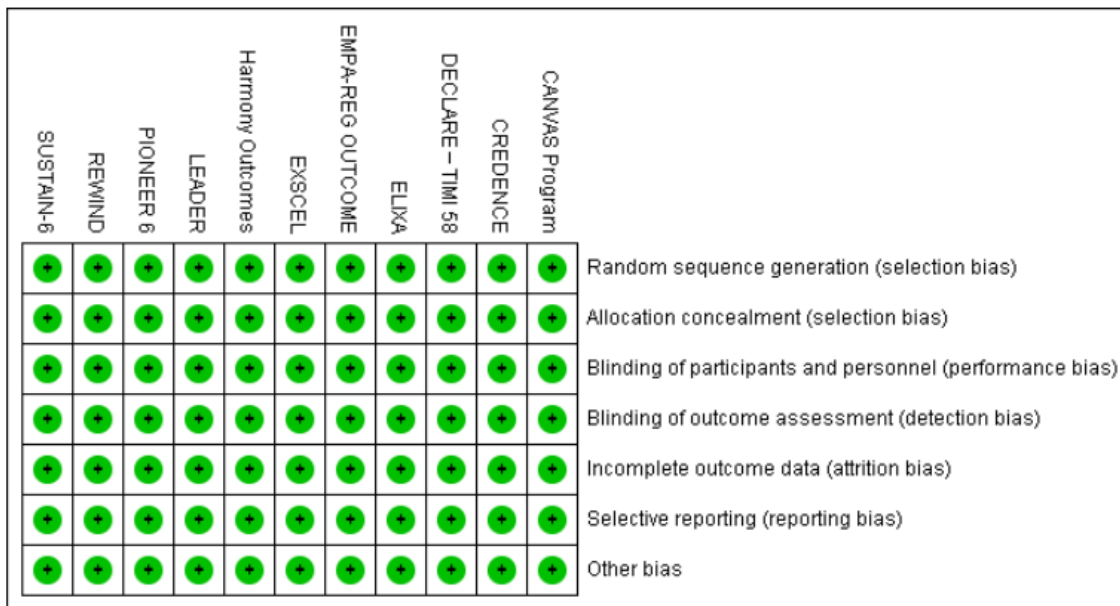 SUSTAIN-6
REWIND
PIONEER 6
LEADER
Harmony Outcomes
EXSCEL
EMPA-REG OUTCOME
ELIXA
DECLARE – TIMI 58
CREDENCE
CANVAS Program
+ + + + + + + + + + + Random sequence generation (selection bias)
+ + + + + + + + + + + Allocation concealment (selection bias)
+ + + + + + + + + + + Blinding of participants and personnel (performance bias)
+ + + + + + + + + + + Blinding of outcome assessment (detection bias)
+ + + + + + + + + + + Incomplete outcome data (attrition bias)
+ + + + + + + + + + + Selective reporting (reporting bias)
+ + + + + + + + + + + Other bias